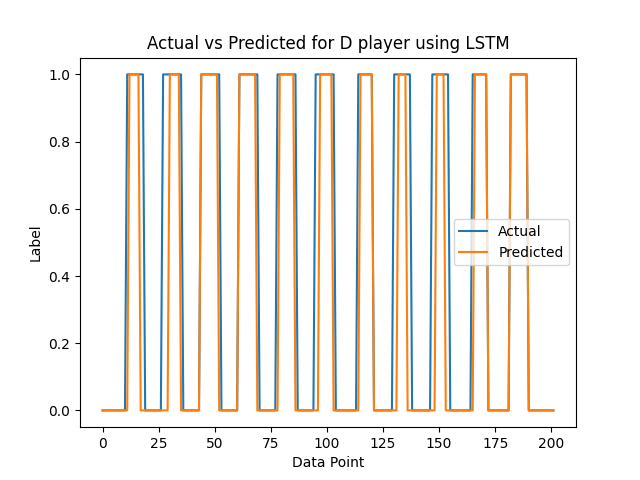 Actual vs Predicted for D player using LSTM
1.0
0.8
0.6
0.4
0.2
0.0
Label
Actual
Predicted
0 25 50 75 100 125 150 175 200
Data Point